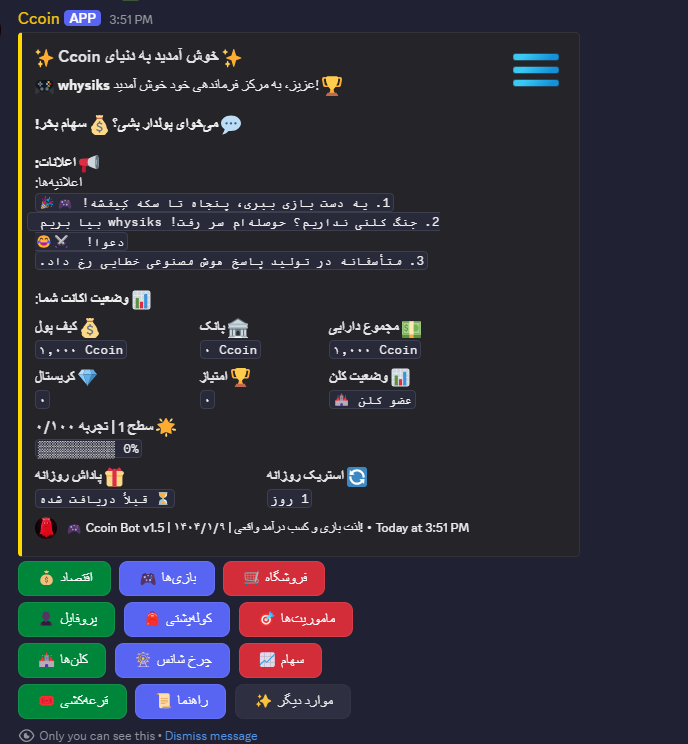 Ccoin APP 3:51 PM
✨ خوش آمدید به دنیای Ccoin ✨
🎮 whysiks عزیز، به مرکز فرماندهی خود خوش آمدید! 🏆
💬 می‌خوای پولدار بشی؟ 💰 سهام بخر!
📢 اعلانات:
اعلانیه‌ها:
1. یه دست بازی ببری، پنجاه تا سکه کیفشه! 🎮 🎉
2. جنگ کلنی نداریم؟ حوصله‌ام سر رفت! whysiks بیا بریم
دعوا! ⚔️ 😂
3. متأسفانه در تولید پاسخ هوش مصنوعی خطایی رخ داد.
📊 وضعیت اکانت شما:
💰 کیف پول 🏛️ بانک 💵 مجموع دارایی
۱,۰۰۰ Ccoin ۰ Ccoin ۱,۰۰۰ Ccoin
💎 کریستال 🏆 امتیاز 📊 وضعیت کلن
۰ ۰ عضو کلن 🏰
🌟 سطح 1 | تجربه ۰/۱۰۰
▒▒▒▒▒▒▒▒▒▒ 0%
🎁 پاداش روزانه 🔄 استریک روزانه
⏳ قبلاً دریافت شده 1 روز
🎮 Ccoin Bot v1.5 | ۱۴۰۴/۱/۹ | لذت بازی و کسب درآمد واقعی! • Today at 3:51 PM
💰 اقتصاد 🎮 بازی‌ها 🛒 فروشگاه
👤 پروفایل 🎒 کوله‌پشتی 🎯 ماموریت‌ها
🏰 کلن‌ها 🎡 چرخ شانس 📈 سهام
🎟️ قرعه‌کشی 📜 راهنما ✨ موارد دیگر
Only you can see this • Dismiss message